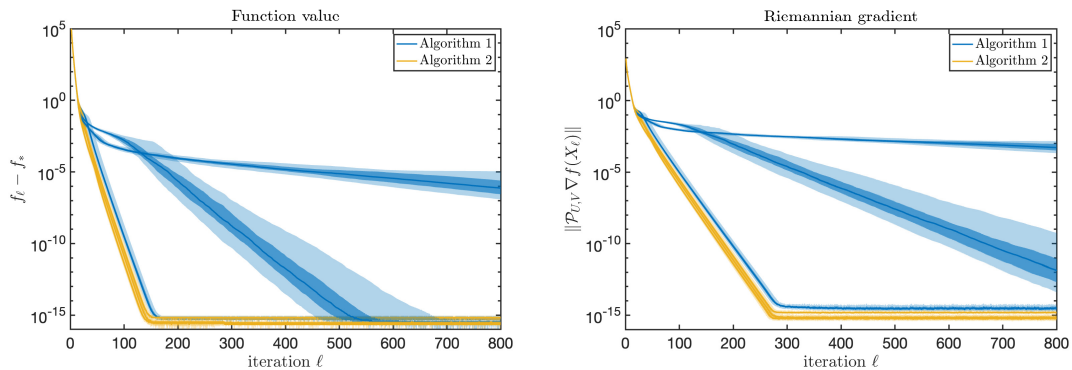 Function value
10^5
10^0
10^-5
10^-10
10^-15
f_ℓ − f_*
0 100 200 300 400 500 600 700 800
iteration ℓ
Algorithm 1
Algorithm 2
Riemannian gradient
10^5
10^0
10^-5
10^-10
10^-15
‖P_{U,V} ∇f(X_ℓ)‖
0 100 200 300 400 500 600 700 800
iteration ℓ
Algorithm 1
Algorithm 2